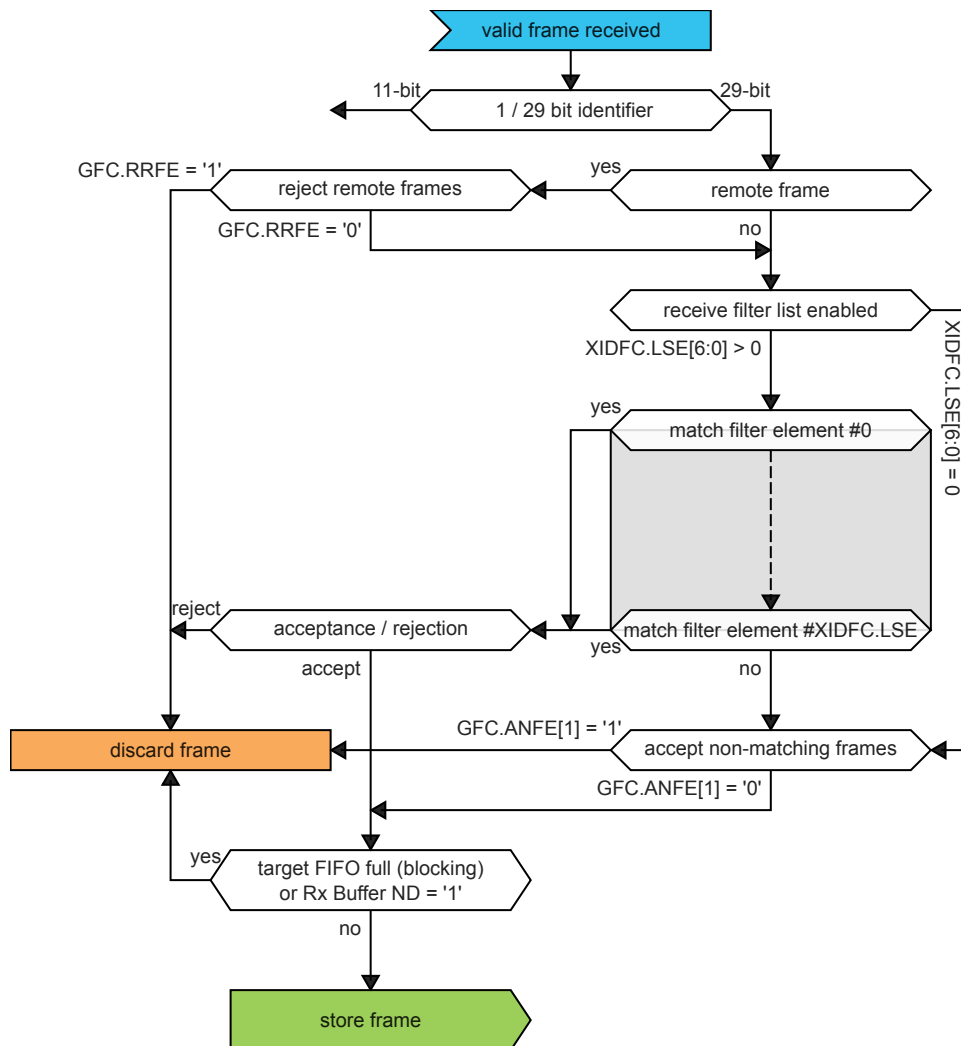 valid frame received
11-bit
29-bit
1 / 29 bit identifier
GFC.RRFE = '1'
yes
reject remote frames
remote frame
GFC.RRFE = '0'
no
receive filter list enabled
XIDFC.LSE[6:0] > 0
XIDFC.LSE[6:0] = 0
yes
match filter element #0
reject
acceptance / rejection
match filter element #XIDFC.LSE
yes
accept
no
GFC.ANFE[1] = '1'
discard frame
accept non-matching frames
GFC.ANFE[1] = '0'
yes
target FIFO full (blocking)
or Rx Buffer ND = '1'
no
store frame